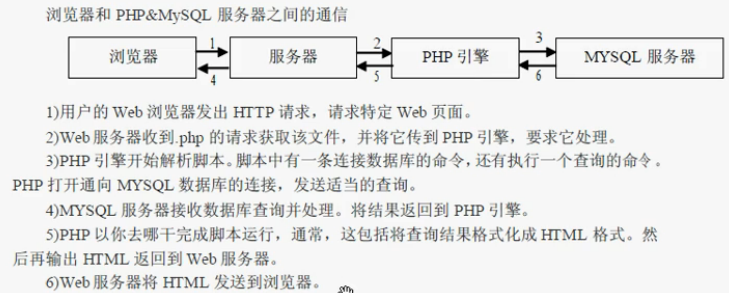 浏览器和 PHP&MySQL 服务器之间的通信
浏览器 1 4 服务器 2 5 PHP 引擎 3 6 MYSQL 服务器
1)用户的 Web 浏览器发出 HTTP 请求，请求特定 Web 页面。
2)Web 服务器收到.php 的请求获取该文件，并将它传到 PHP 引擎，要求它处理。
3)PHP 引擎开始解析脚本。脚本中有一条连接数据库的命令，还有执行一个查询的命令。
PHP 打开通向 MYSQL 数据库的连接，发送适当的查询。
4)MYSQL 服务器接收数据库查询并处理。将结果返回到 PHP 引擎。
5)PHP 以你去哪干完成脚本运行，通常，这包括将查询结果格式化成 HTML 格式。然
后再输出 HTML 返回到 Web 服务器。
6)Web 服务器将 HTML 发送到浏览器。